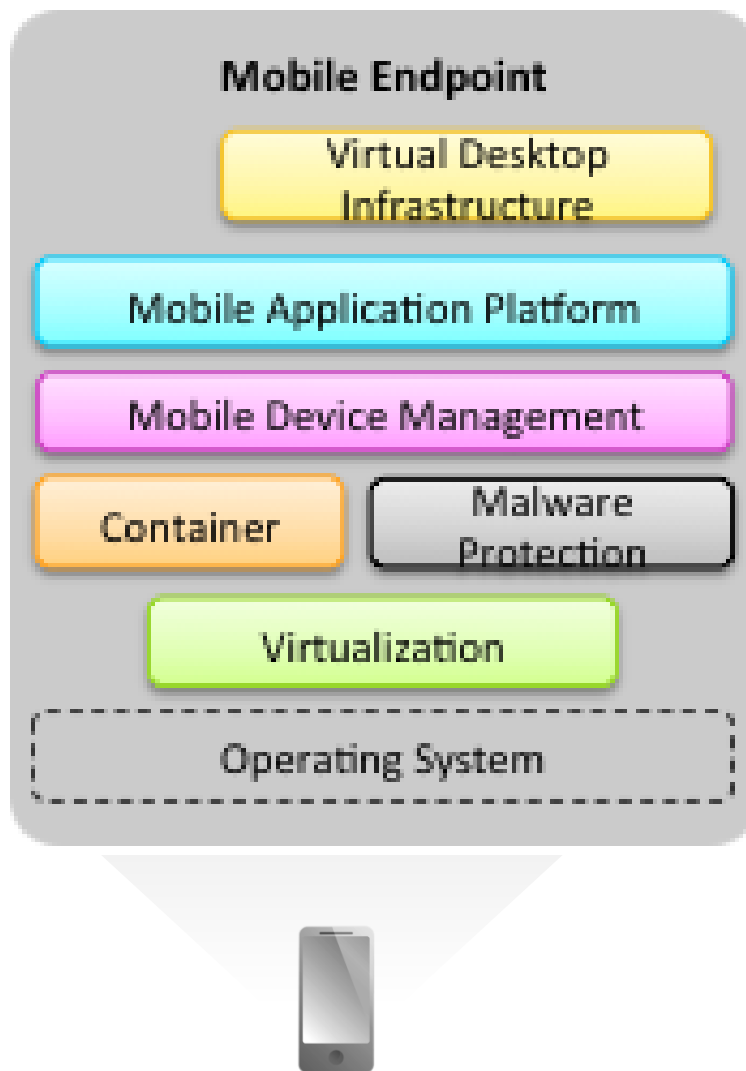 Mobile Endpoint
Virtual Desktop
Infrastructure
Mobile Application Platform
Mobile Device Management
Container
Malware
Protection
Virtualization
Operating System